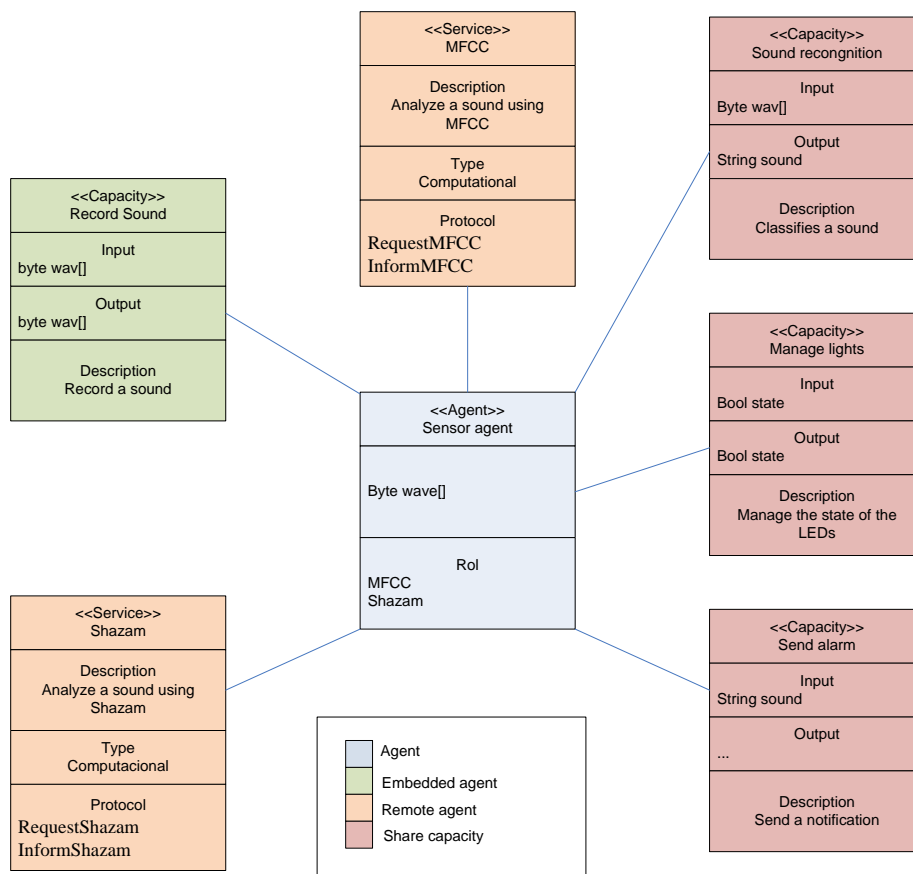 <<Service>>
MFCC
Description
Analyze a sound using
MFCC
Type
Computational
Protocol
RequestMFCC
InformMFCC
<<Capacity>>
Sound recongnition
Input
Byte wav[]
Output
String sound
Description
Classifies a sound
<<Capacity>>
Record Sound
Input
byte wav[]
Output
byte wav[]
Description
Record a sound
<<Capacity>>
Manage lights
Input
Bool state
Output
Bool state
Description
Manage the state of the
LEDs
<<Agent>>
Sensor agent
Byte wave[]
Rol
MFCC
Shazam
<<Service>>
Shazam
Description
Analyze a sound using
Shazam
Type
Computacional
Protocol
RequestShazam
InformShazam
<<Capacity>>
Send alarm
Input
String sound
Output
...
Description
Send a notification
Agent
Embedded agent
Remote agent
Share capacity